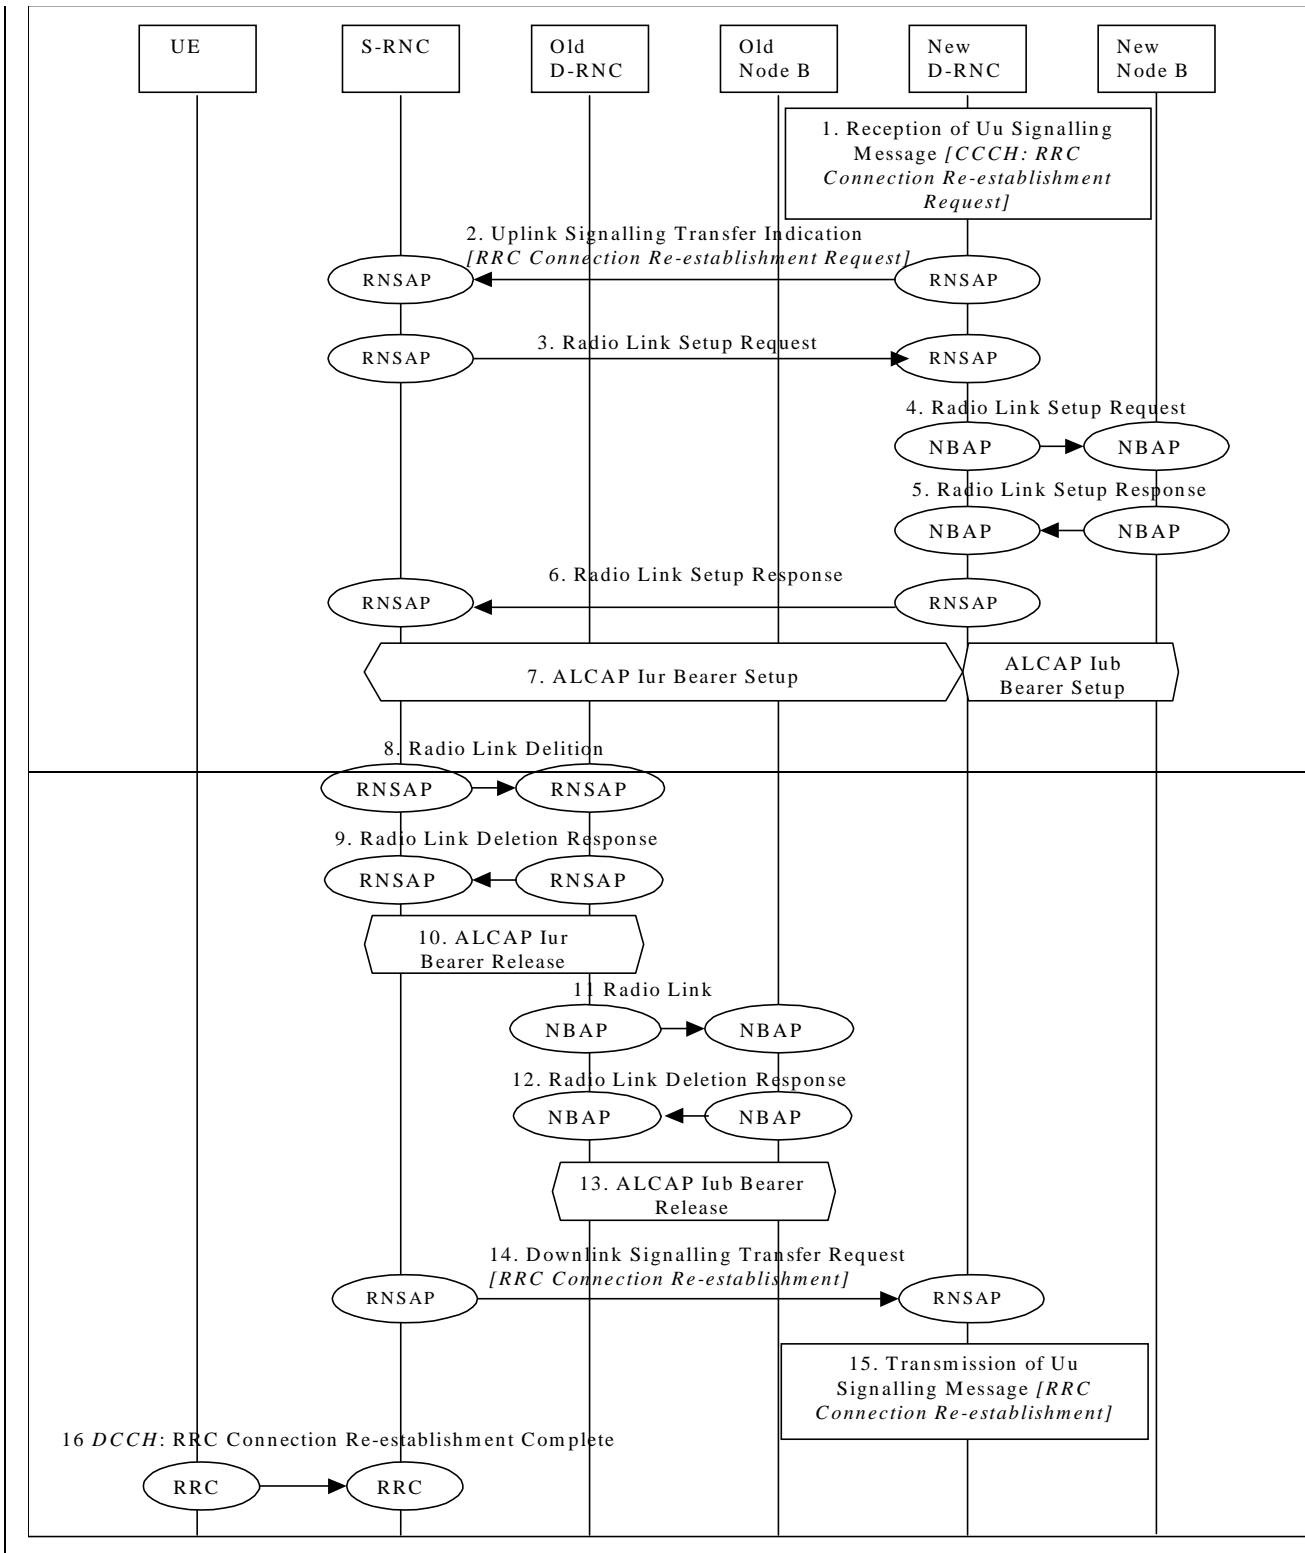 UE
S-RNC
Old
D-RNC
Old
Node B
New
D-RNC
New
Node B
1. Reception of Uu Signalling
Message [CCCH: RRC
Connection Re-establishment
Request]
2. Uplink Signalling Transfer Indication
[RRC Connection Re-establishment Request]
RNSAP
RNSAP
3. Radio Link Setup Request
RNSAP
RNSAP
4. Radio Link Setup Request
NBAP
NBAP
5. Radio Link Setup Response
NBAP
NBAP
6. Radio Link Setup Response
RNSAP
RNSAP
7. ALCAP Iur Bearer Setup
ALCAP Iub
Bearer Setup
8. Radio Link Delition
RNSAP
RNSAP
9. Radio Link Deletion Response
RNSAP
RNSAP
10. ALCAP Iur
Bearer Release
11 Radio Link
NBAP
NBAP
12. Radio Link Deletion Response
NBAP
NBAP
13. ALCAP Iub Bearer
Release
14. Downlink Signalling Transfer Request
[RRC Connection Re-establishment]
RNSAP
RNSAP
15. Transmission of Uu
Signalling Message [RRC
Connection Re-establishment]
16 DCCH: RRC Connection Re-establishment Complete
RRC
RRC